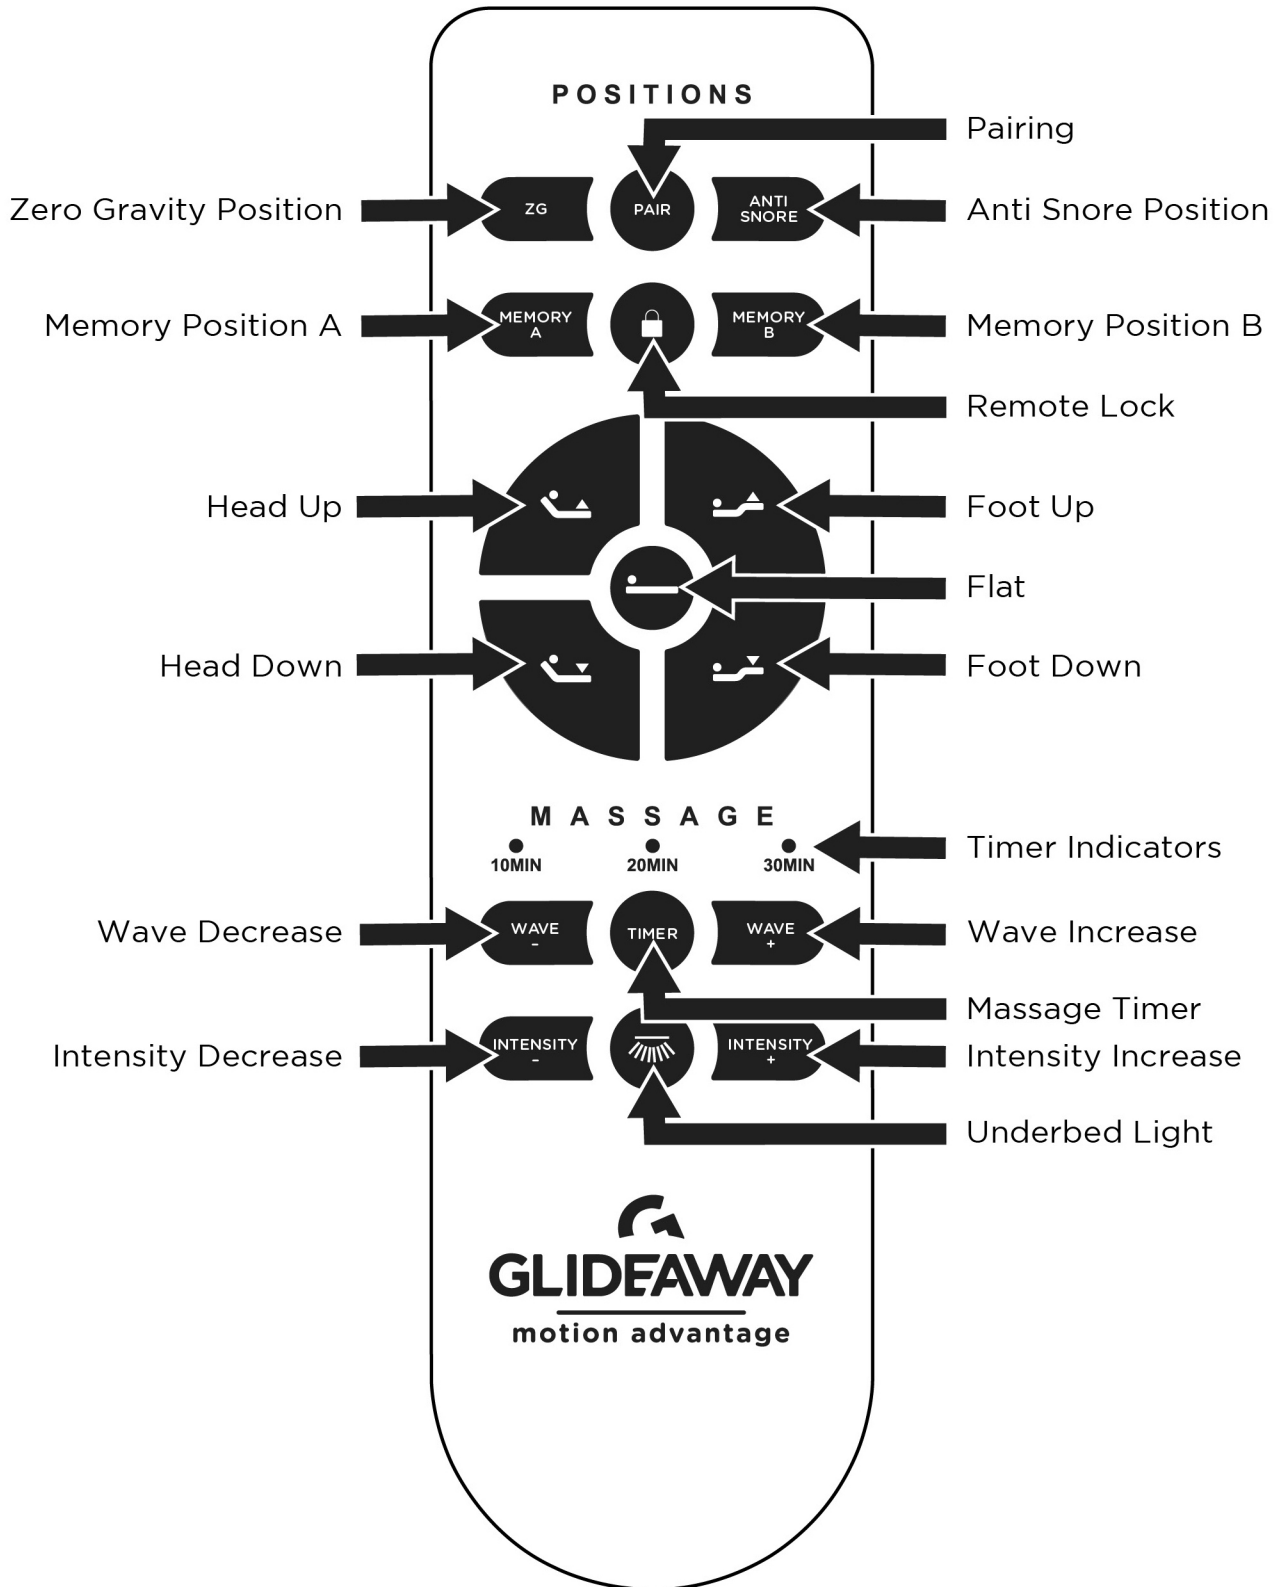 POSITIONS
Pairing
Zero Gravity Position
ZG
PAIR
ANTI
SNORE
Anti Snore Position
Memory Position A
MEMORY
A
MEMORY
B
Memory Position B
Remote Lock
Head Up
Foot Up
Flat
Head Down
Foot Down
MASSAGE
10MIN
20MIN
30MIN
Timer Indicators
Wave Decrease
WAVE
-
TIMER
WAVE
+
Wave Increase
Massage Timer
Intensity Decrease
INTENSITY
-
INTENSITY
+
Intensity Increase
Underbed Light
GLIDEAWAY
motion advantage